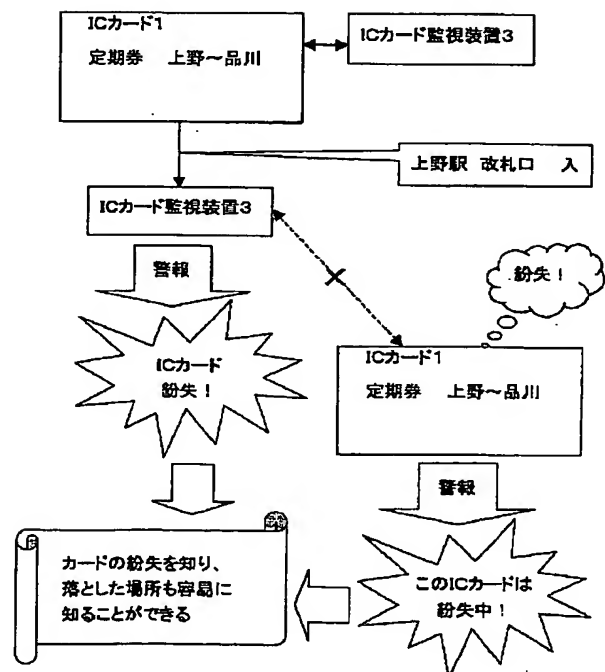 ICカード1
定期券 上野～品川
ICカード監視装置3
上野駅 改札口 入
ICカード監視装置3
警報
紛失！
ICカード
紛失！
ICカード1
定期券 上野～品川
警報
カードの紛失を知り、
落とした場所も容易に
知ることができる
このICカードは
紛失中！